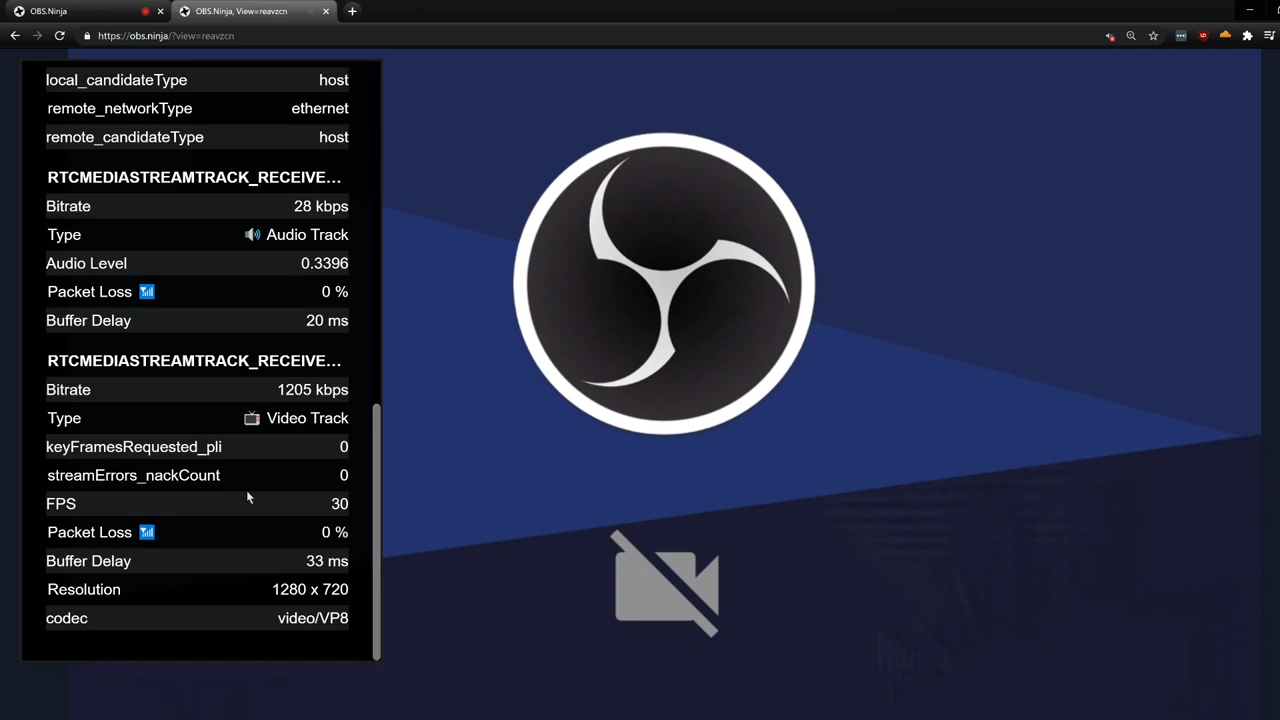 OBS.Ninja
OBS.Ninja, View=reavzcn
https://obs.ninja/?view=reavzcn
local_candidateType host
remote_networkType ethernet
remote_candidateType host
RTCMEDIASTREAMTRACK_RECEIVE...
Bitrate 28 kbps
Type Audio Track
Audio Level 0.3396
Packet Loss 0 %
Buffer Delay 20 ms
RTCMEDIASTREAMTRACK_RECEIVE...
Bitrate 1205 kbps
Type Video Track
keyFramesRequested_pli 0
streamErrors_nackCount 0
FPS 30
Packet Loss 0 %
Buffer Delay 33 ms
Resolution 1280 x 720
codec video/VP8